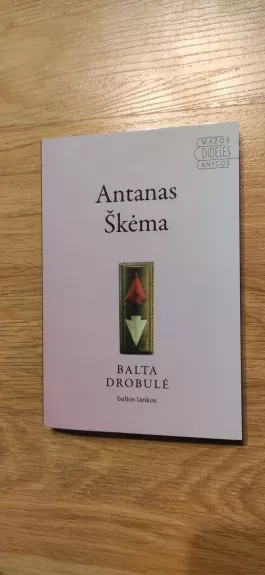 MAŽOS
DIDELĖS
KNYGOS
Antanas
Škėma
BALTA
DROBULĖ
baltos lankos